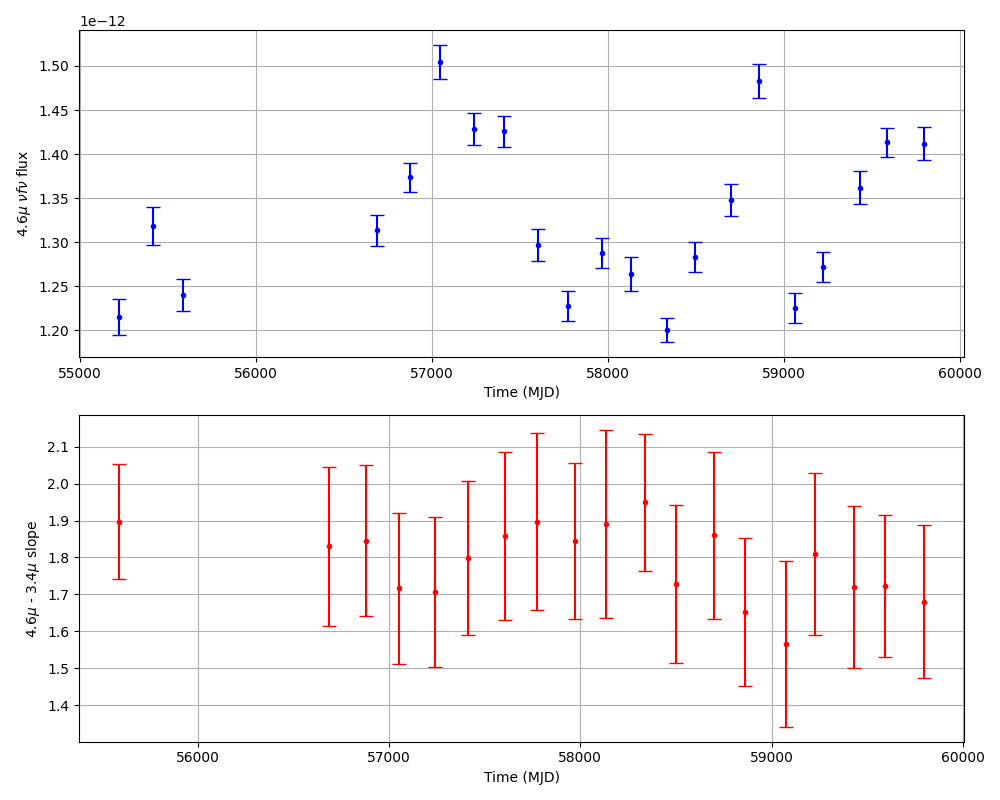 1e−12
1.50
1.45
1.40
1.35
1.30
1.25
1.20
4.6μ νfν flux
55000 56000 57000 58000 59000 60000
Time (MJD)
2.1
2.0
1.9
1.8
1.7
1.6
1.5
1.4
4.6μ - 3.4μ slope
56000 57000 58000 59000 60000
Time (MJD)